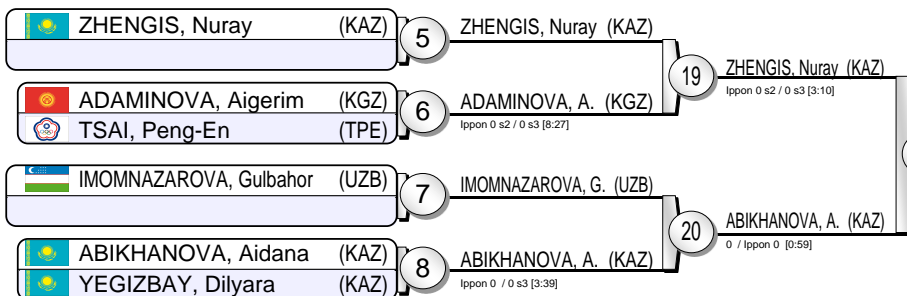 ZHENGIS, Nuray (KAZ)
5
ZHENGIS, Nuray (KAZ)
19
ZHENGIS, Nuray (KAZ)
Ippon 0 s2 / 0 s3 [3:10]
ADAMINOVA, Aigerim (KGZ)
TSAI, Peng-En (TPE)
6
ADAMINOVA, A. (KGZ)
Ippon 0 s2 / 0 s3 [8:27]
IMOMNAZAROVA, Gulbahor (UZB)
7
IMOMNAZAROVA, G. (UZB)
20
ABIKHANOVA, A. (KAZ)
0 / Ippon 0 [0:59]
ABIKHANOVA, Aidana (KAZ)
YEGIZBAY, Dilyara (KAZ)
8
ABIKHANOVA, A. (KAZ)
Ippon 0 / 0 s3 [3:39]